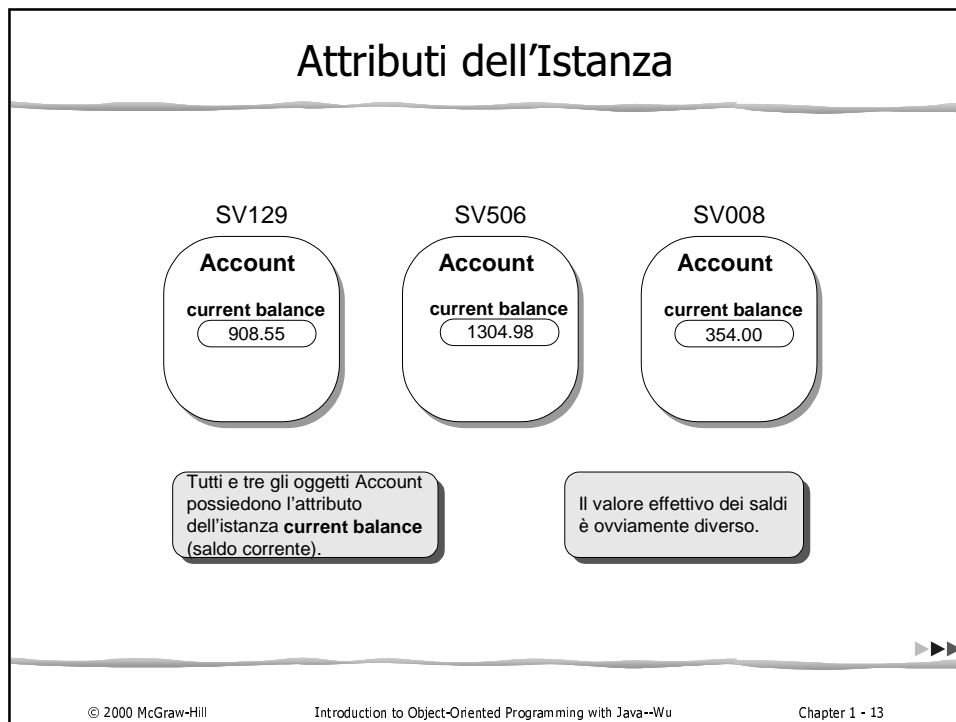 Attributi dell’Istanza
SV129
SV506
SV008
Account
Account
Account
current balance
current balance
current balance
908.55
1304.98
354.00
Tutti e tre gli oggetti Account
possiedono l’attributo
dell’istanza current balance
(saldo corrente).
Il valore effettivo dei saldi
è ovviamente diverso.
© 2000 McGraw-Hill
Introduction to Object-Oriented Programming with Java--Wu
Chapter 1 - 13